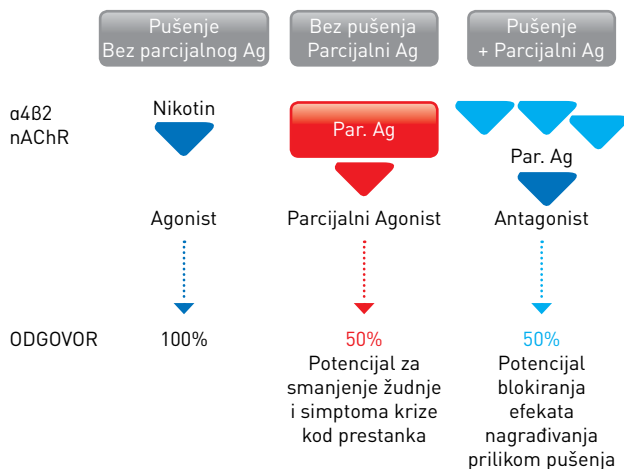 Pušenje
Bez parcijalnog Ag
Bez pušenja
Parcijalni Ag
Pušenje
+ Parcijalni Ag
α4ß2
nAChR
Nikotin
Par. Ag
Par. Ag
Agonist
Parcijalni Agonist
Antagonist
ODGOVOR
100%
50%
Potencijal za
smanjenje žudnje
i simptoma krize
kod prestanka
50%
Potencijal
blokiranja
efekata
nagrađivanja
prilikom pušenja